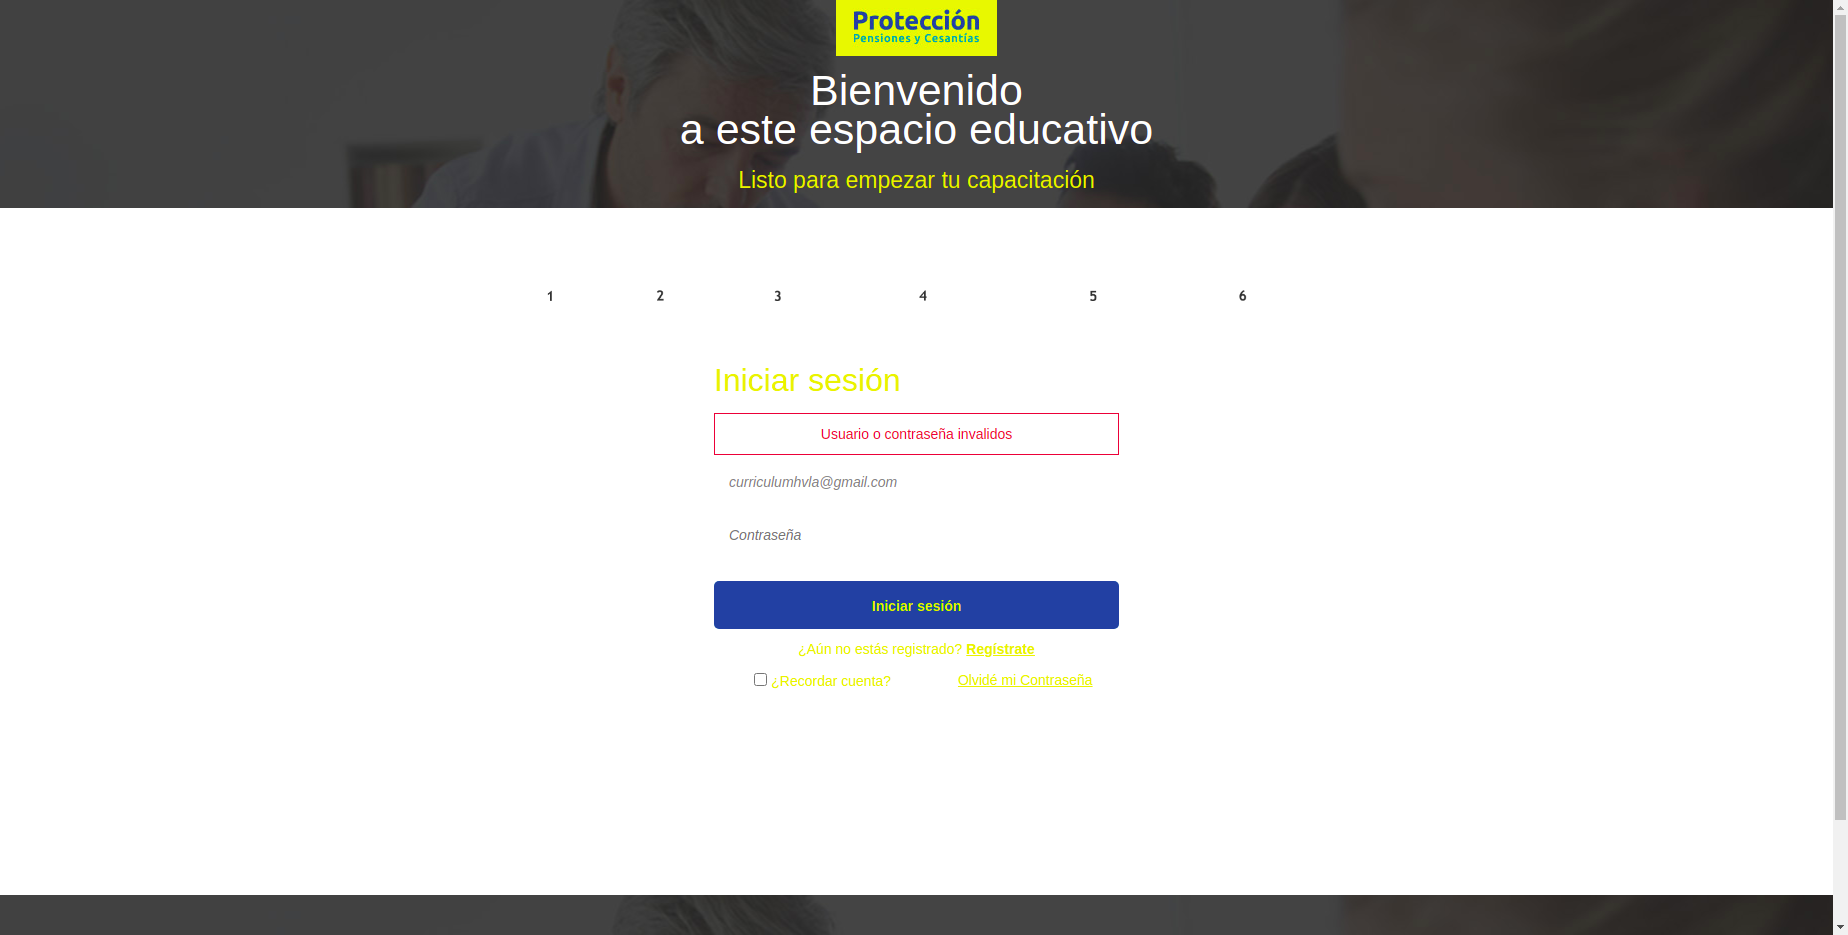 Protección
Pensiones y Cesantías
Bienvenido
a este espacio educativo
Listo para empezar tu capacitación
1 2 3 4 5 6
Iniciar sesión
Usuario o contraseña invalidos
curriculumhvla@gmail.com
Contraseña
Iniciar sesión
¿Aún no estás registrado? Regístrate
¿Recordar cuenta? Olvidé mi Contraseña